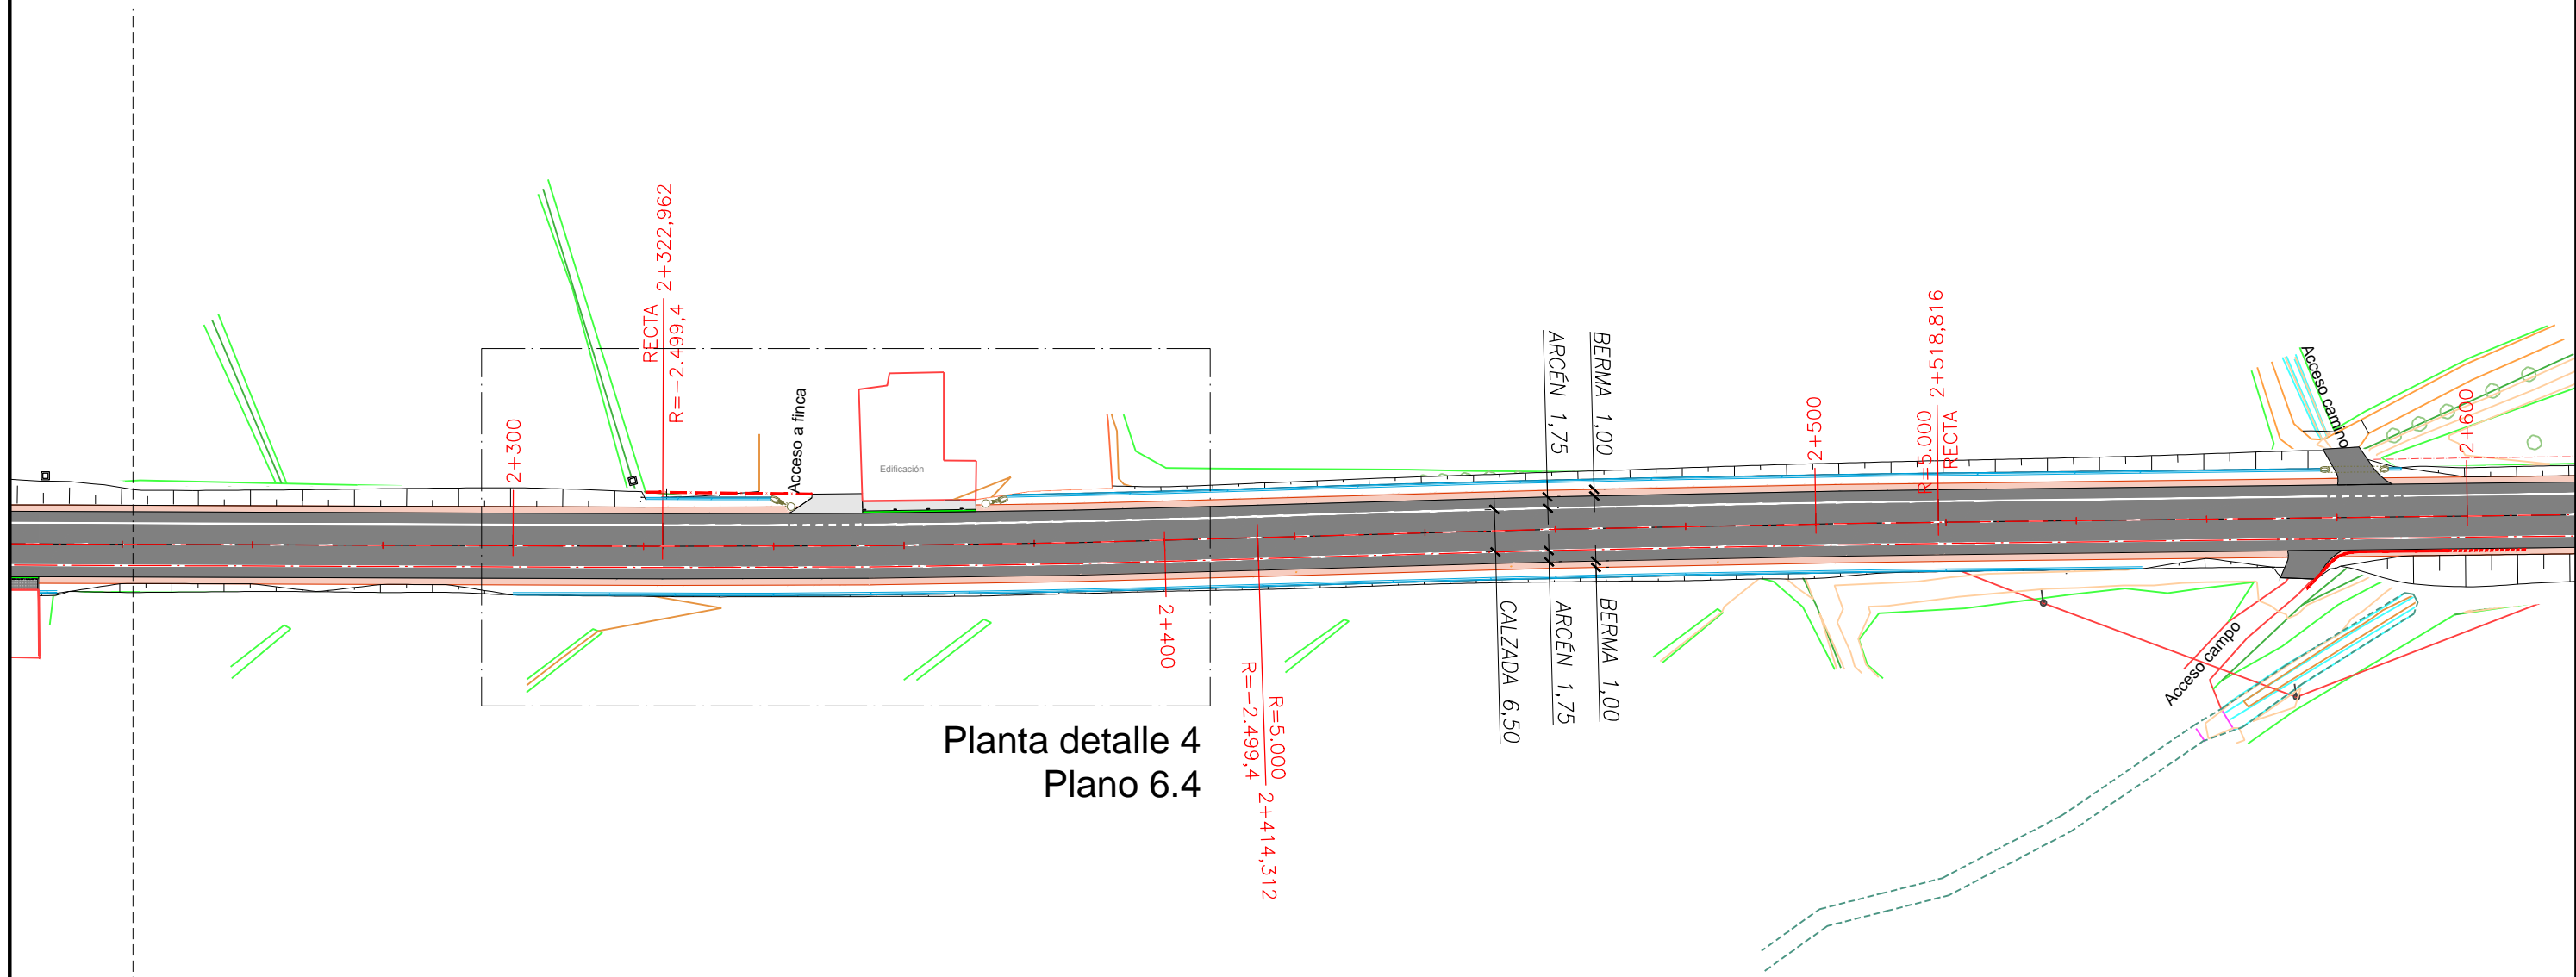 2+300
RECTA
2+322,962
R=-2.499,4
Acceso a finca
Edificación
2+400
R=5.000
R=-2.499,4
2+414,312
Planta detalle 4
Plano 6.4
ARCÉN 1,75
BERMA 1,00
CALZADA 6,50
ARCÉN 1,75
BERMA 1,00
2+500
R=5.000
2+518,816
RECTA
Acceso camino
2+600
Acceso campo